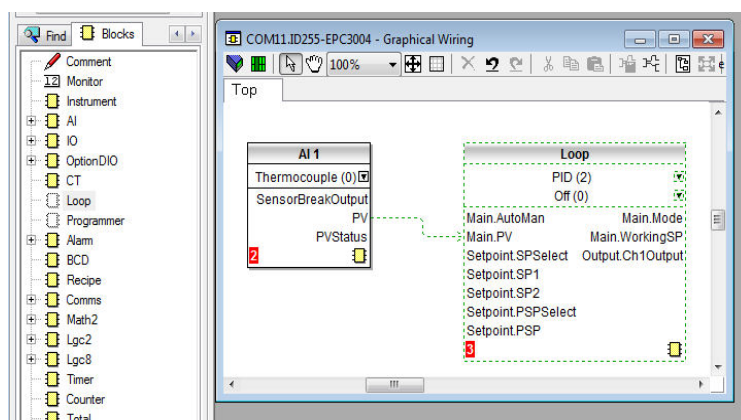 Find Blocks
Comment
12 Monitor
Instrument
AI
IO
OptionDIO
CT
Loop
Programmer
Alarm
BCD
Recipe
Comms
Math2
Lgc2
Lgc8
Timer
Counter
Total
COM11.ID255-EPC3004 - Graphical Wiring
100%
Top
AI 1
Thermocouple (0)
SensorBreakOutput
PV
PVStatus
2
Loop
PID (2)
Off (0)
Main.AutoMan Main.Mode
Main.PV Main.WorkingSP
Setpoint.SPSelect Output.Ch1Output
Setpoint.SP1
Setpoint.SP2
Setpoint.PSPSelect
Setpoint.PSP
3